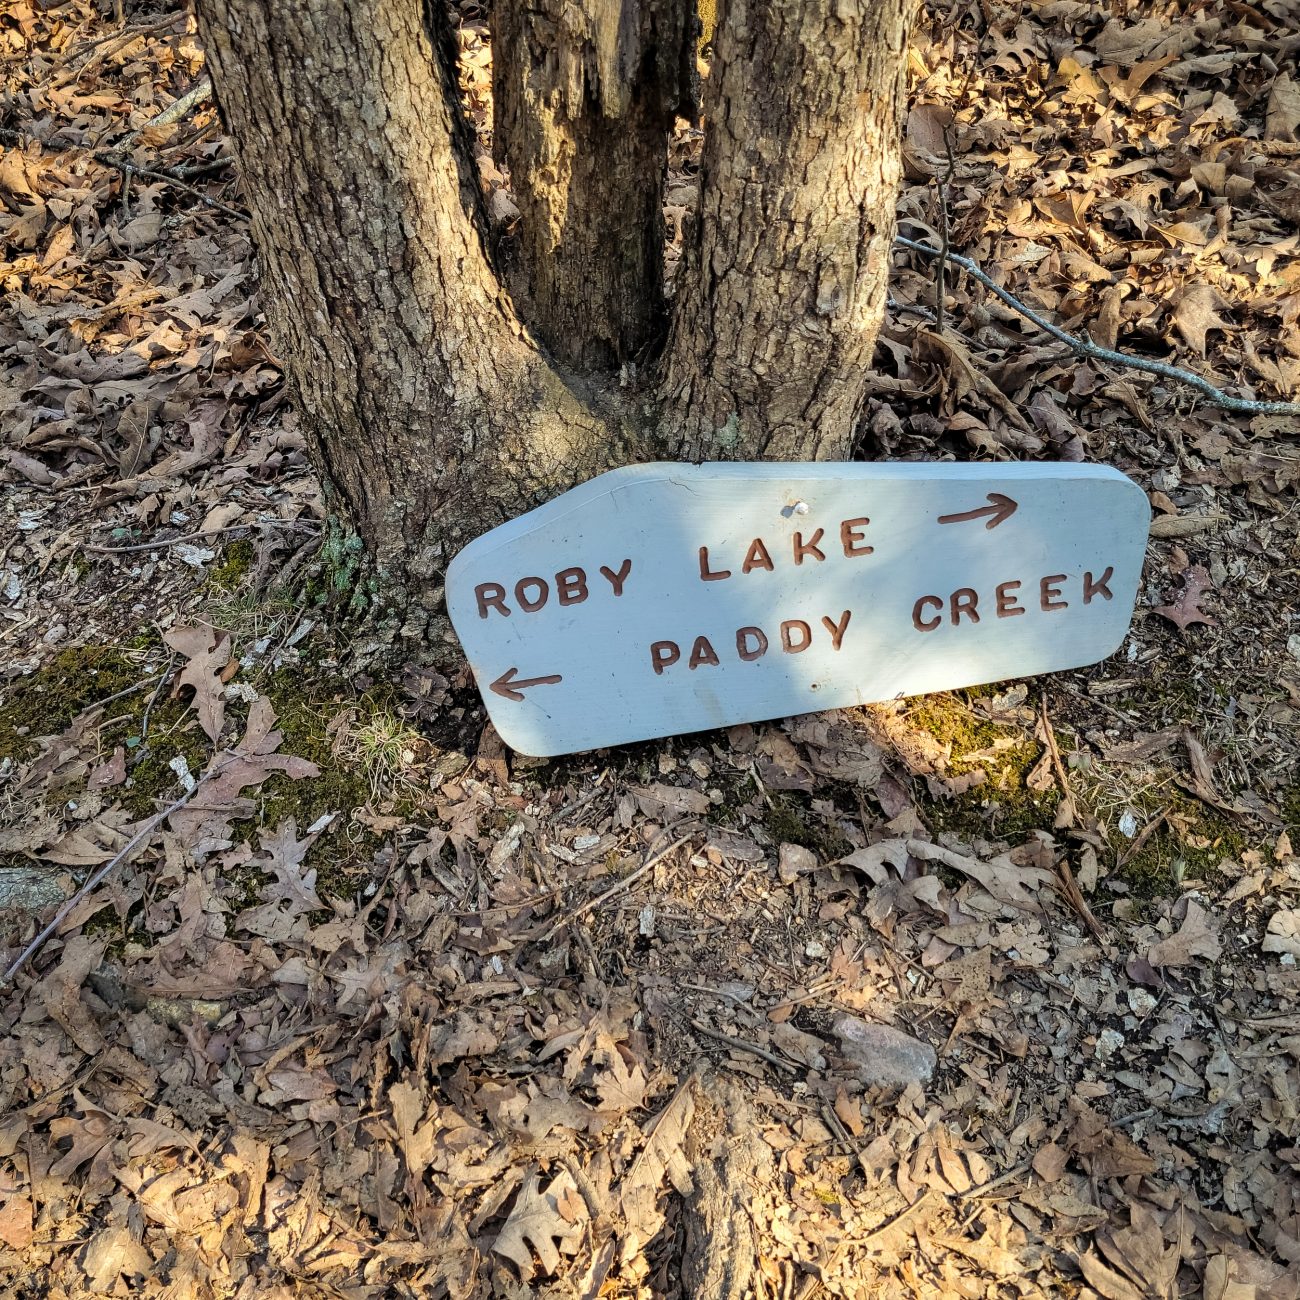 ROBY LAKE →
← PADDY CREEK